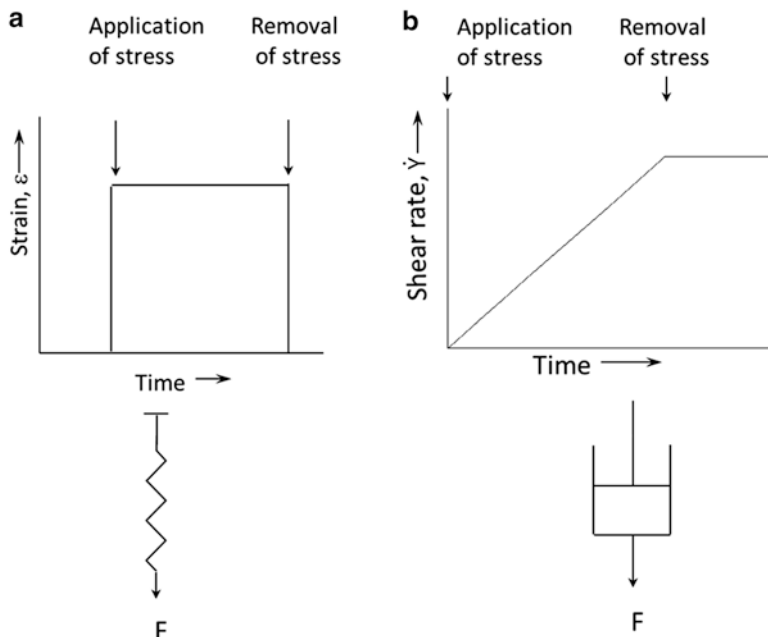 a
Application
of stress
Removal
of stress
Strain, ε
Time
F
b
Application
of stress
Removal
of stress
Shear rate, Ẏ
Time
F